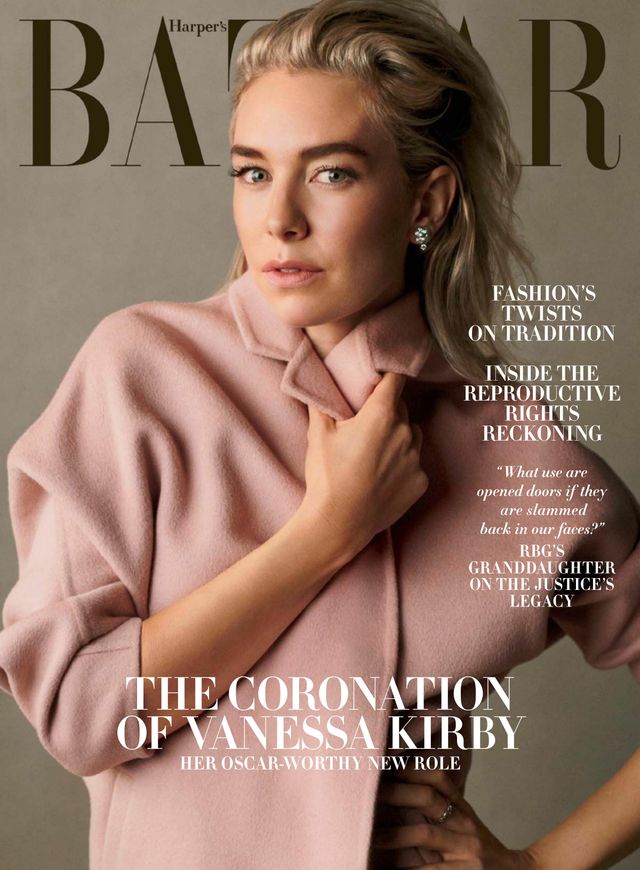 Harper's
BAZAAR
FASHION'S
TWISTS
ON TRADITION
INSIDE THE
REPRODUCTIVE
RIGHTS
RECKONING
“What use are
opened doors if they
are slammed
back in our faces?”
RBG'S
GRANDDAUGHTER
ON THE JUSTICE'S
LEGACY
THE CORONATION
OF VANESSA KIRBY
HER OSCAR-WORTHY NEW ROLE